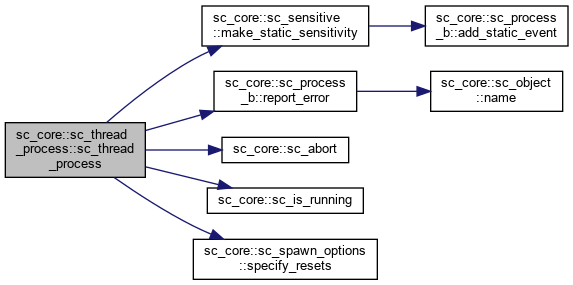 sc_core::sc_thread
_process::sc_thread
_process
sc_core::sc_sensitive
::make_static_sensitivity
sc_core::sc_process
_b::add_static_event
sc_core::sc_process
_b::report_error
sc_core::sc_object
::name
sc_core::sc_abort
sc_core::sc_is_running
sc_core::sc_spawn_options
::specify_resets